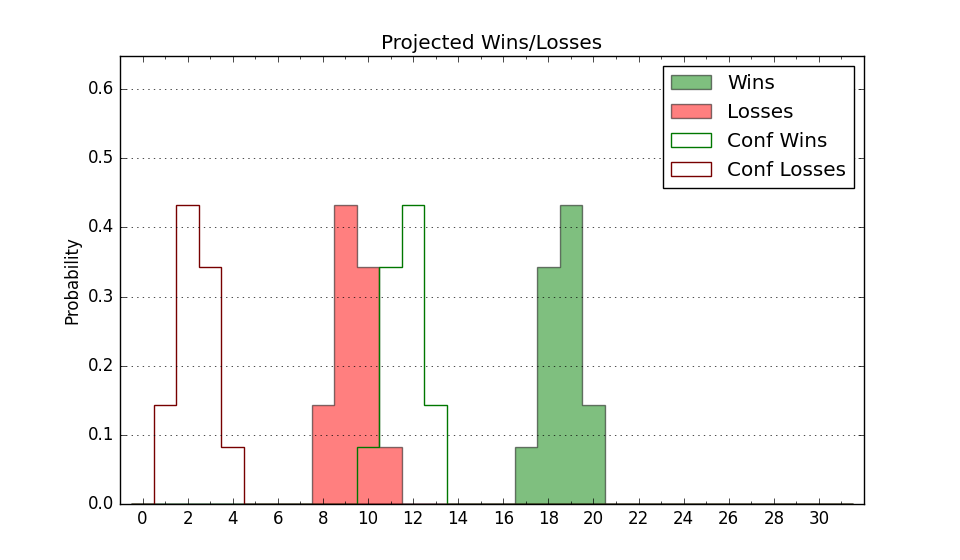 Projected Wins/Losses
Wins
Losses
Conf Wins
Conf Losses
Probability
0.6
0.5
0.4
0.3
0.2
0.1
0.0
0 2 4 6 8 10 12 14 16 18 20 22 24 26 28 30